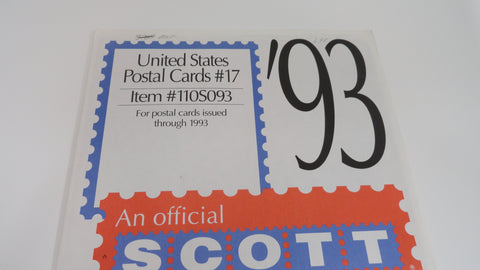 United States
Postal Cards #17
Item #110S093
For postal cards issued
through 1993
'93
An official
SCOTT